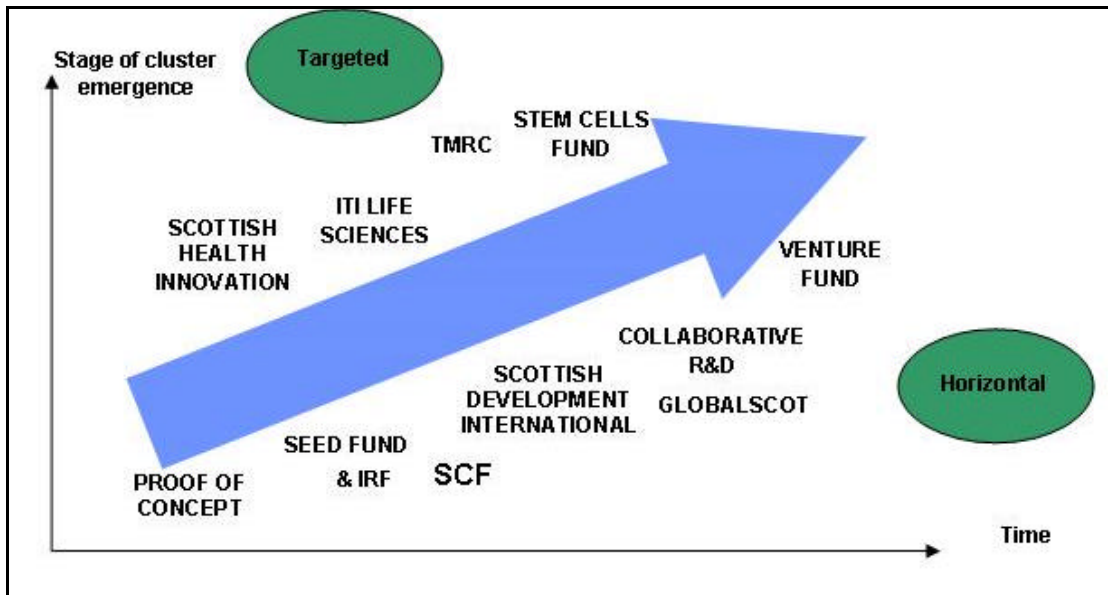 Stage of cluster
emergence
Targeted
TMRC
STEM CELLS
FUND
ITI LIFE
SCIENCES
SCOTTISH
HEALTH
INNOVATION
VENTURE
FUND
COLLABORATIVE
R&D
SCOTTISH
DEVELOPMENT
INTERNATIONAL
GLOBALSCOT
Horizontal
SEED FUND
& IRF
SCF
PROOF OF
CONCEPT
Time